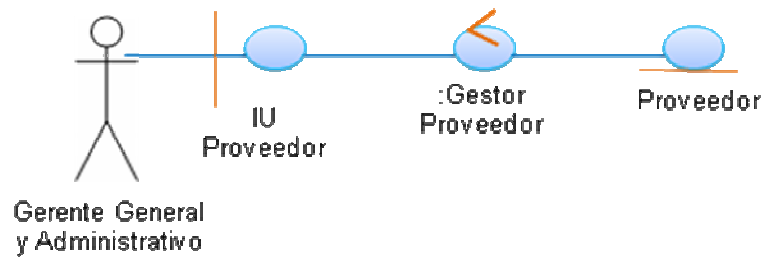 IU
Proveedor
:Gestor
Proveedor
Proveedor
Gerente General
y Administrativo